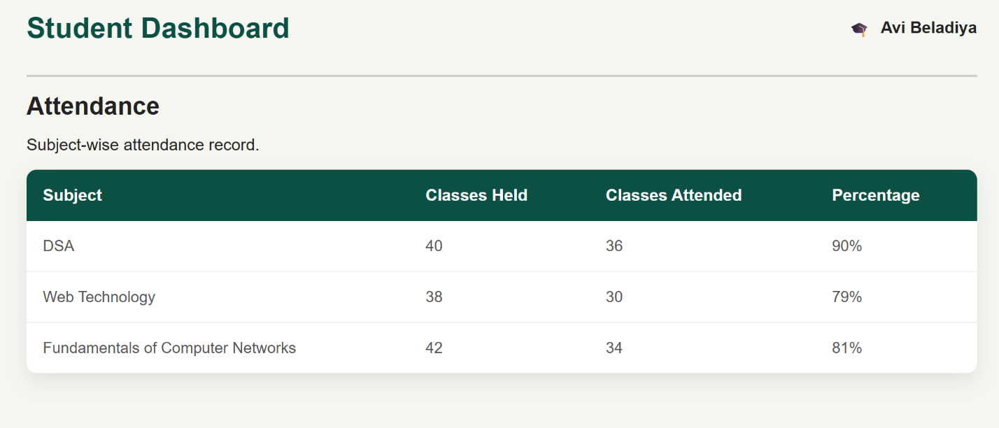 Student Dashboard
Avi Beladiya
Attendance
Subject-wise attendance record.
Subject Classes Held Classes Attended Percentage
DSA 40 36 90%
Web Technology 38 30 79%
Fundamentals of Computer Networks 42 34 81%